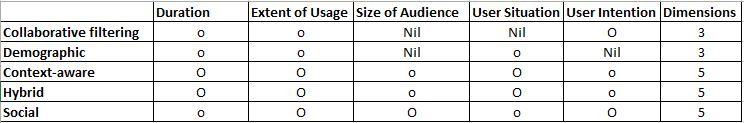 Duration Extent of Usage Size of Audience User Situation User Intention Dimensions
Collaborative filtering o o Nil Nil O 3
Demographic o o Nil o Nil 3
Context-aware O O o O o 5
Hybrid O O o O o 5
Social o O O o O 5